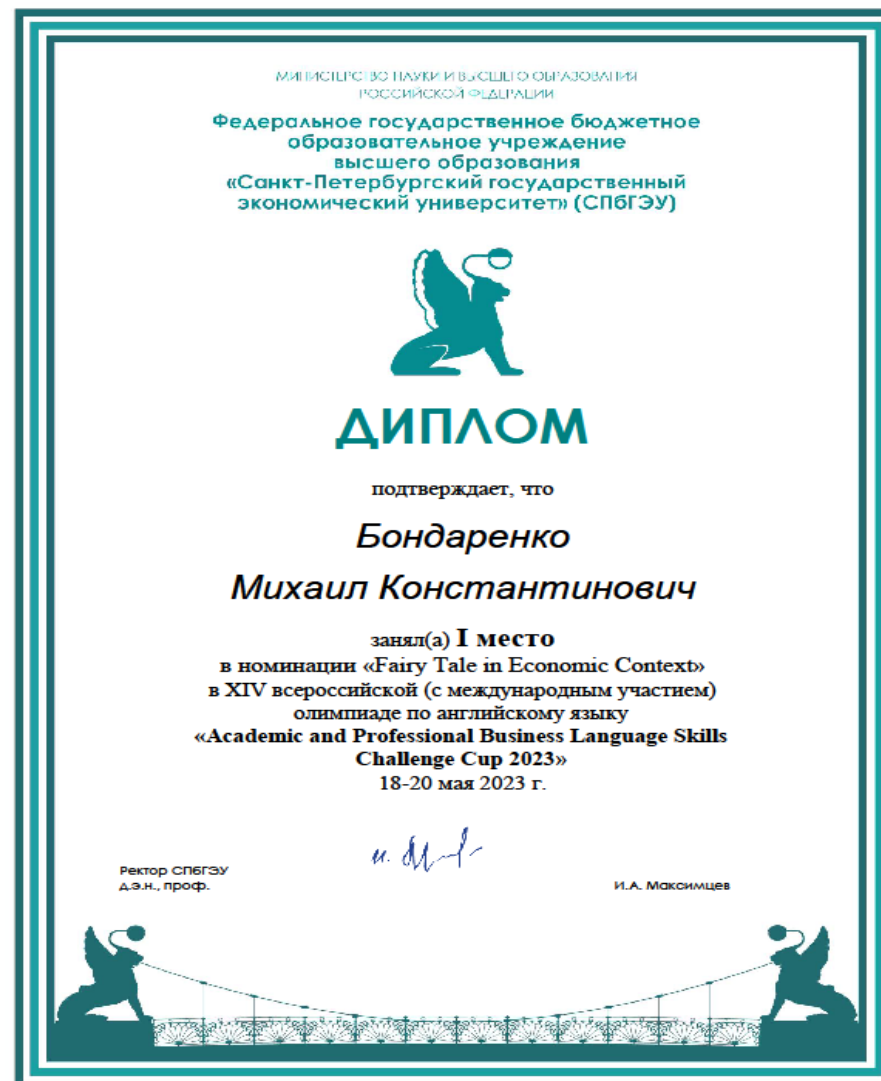 МИНИСТЕРСТВО НАУКИ И ВЫСШЕГО ОБРАЗОВАНИЯ
РОССИЙСКОЙ ФЕДЕРАЦИИ
Федеральное государственное бюджетное
образовательное учреждение
высшего образования
«Санкт-Петербургский государственный
экономический университет» (СПбГЭУ)
ДИПЛОМ
подтверждает, что
Бондаренко
Михаил Константинович
занял(а) I место
в номинации «Fairy Tale in Economic Context»
в XIV всероссийской (с международным участием)
олимпиаде по английскому языку
«Academic and Professional Business Language Skills
Challenge Cup 2023»
18-20 мая 2023 г.
Ректор СПбГЭУ
д.э.н., проф.
И.А. Максимцев